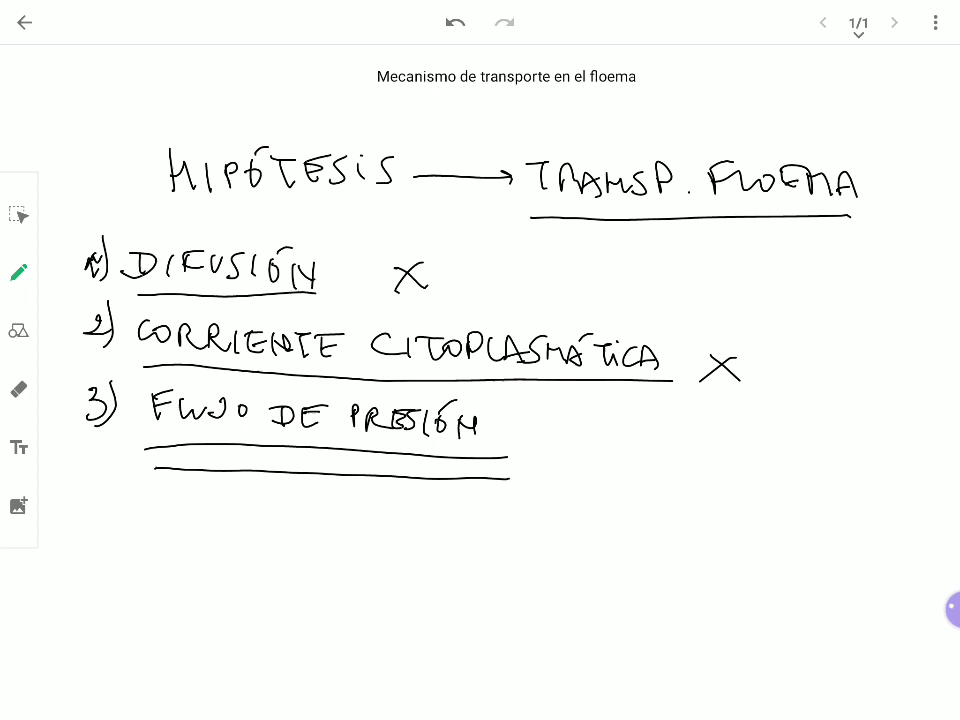 1/1
Mecanismo de transporte en el floema
HIPÓTESIS → TRANSP. FLOEMA
1) DIFUSIÓN X
2) CORRIENTE CITOPLASMÁTICA X
3) FLUJO DE PRESIÓN
Tт